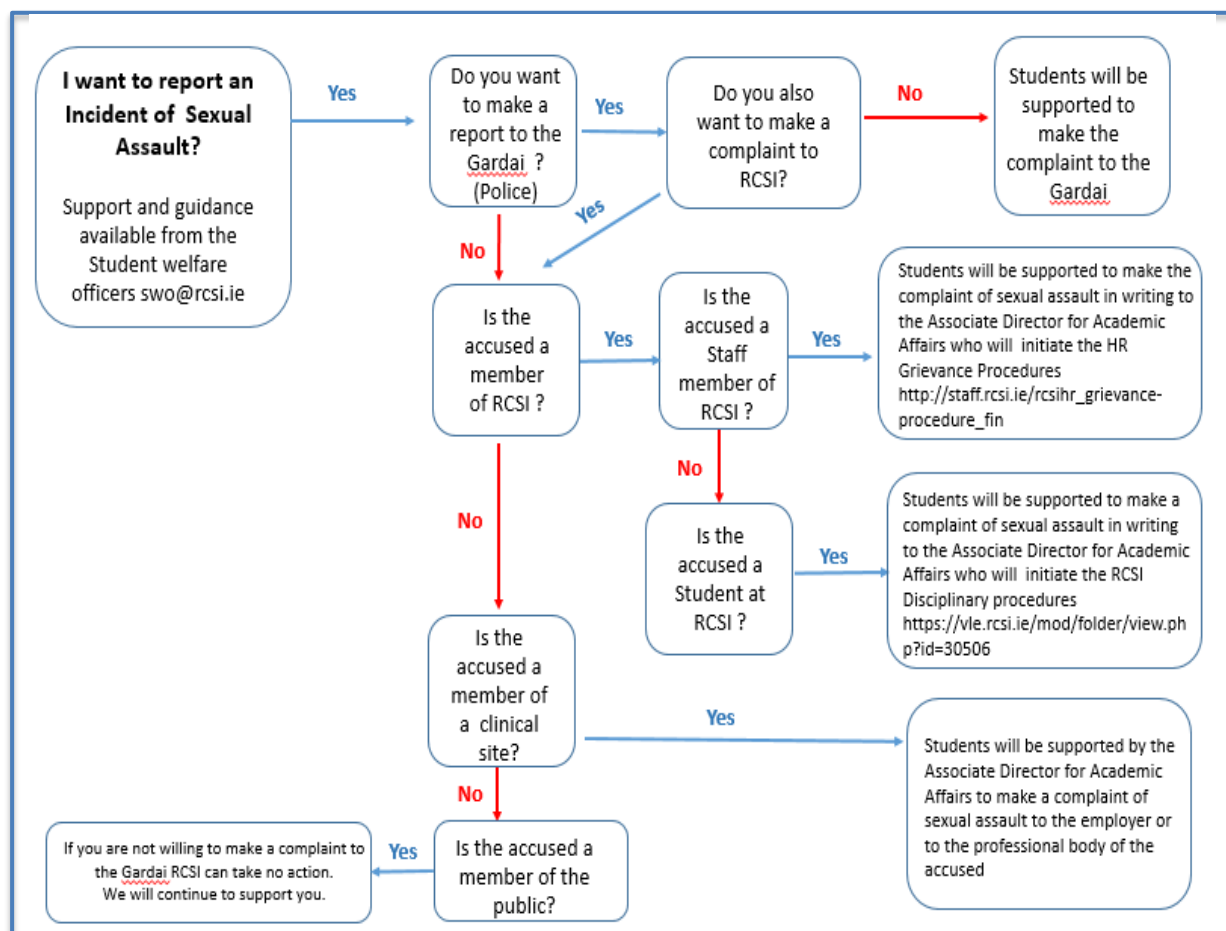 I want to report an
Incident of Sexual
Assault?
Support and guidance
available from the
Student welfare
officers swo@rcsi.ie
Yes
Do you want
to make a
report to the
Gardai ?
(Police)
Yes
Do you also
want to make a
complaint to
RCSI?
No
Students will be
supported to
make the
complaint to the
Gardai
Yes
No
Is the
accused a
member
of RCSI ?
Yes
Is the
accused a
Staff
member of
RCSI ?
Yes
Students will be supported to make the
complaint of sexual assault in writing to
the Associate Director for Academic
Affairs who will initiate the HR
Grievance Procedures
http://staff.rcsi.ie/rcsihr_grievance-
procedure_fin
No
No
Is the
accused a
Student at
RCSI ?
Yes
Students will be supported to make a
complaint of sexual assault in writing
to the Associate Director for Academic
Affairs who will initiate the RCSI
Disciplinary procedures
https://vle.rcsi.ie/mod/folder/view.ph
p?id=30506
Is the
accused a
member of
a clinical
site?
Yes
Students will be supported by the
Associate Director for Academic
Affairs to make a complaint of
sexual assault to the employer or
to the professional body of the
accused
No
Is the accused a
member of the
public?
Yes
If you are not willing to make a complaint to
the Gardai RCSI can take no action.
We will continue to support you.